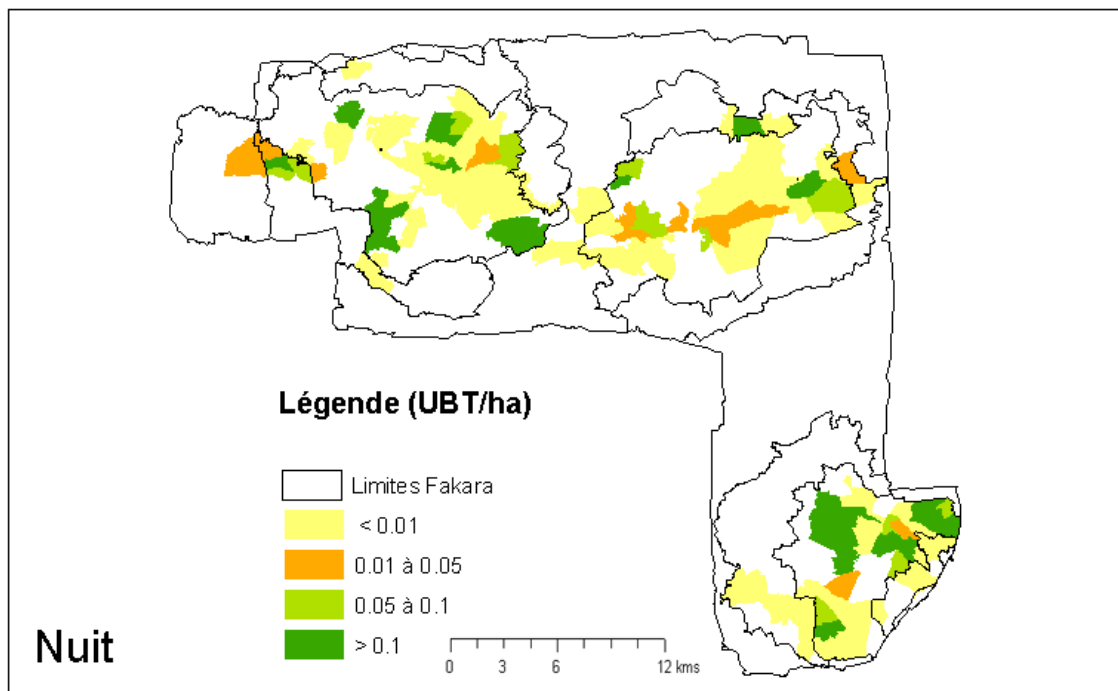 Légende (UBT/ha)
Limites Fakara
< 0.01
0.01 à 0.05
0.05 à 0.1
> 0.1
Nuit
0 3 6 12 kms